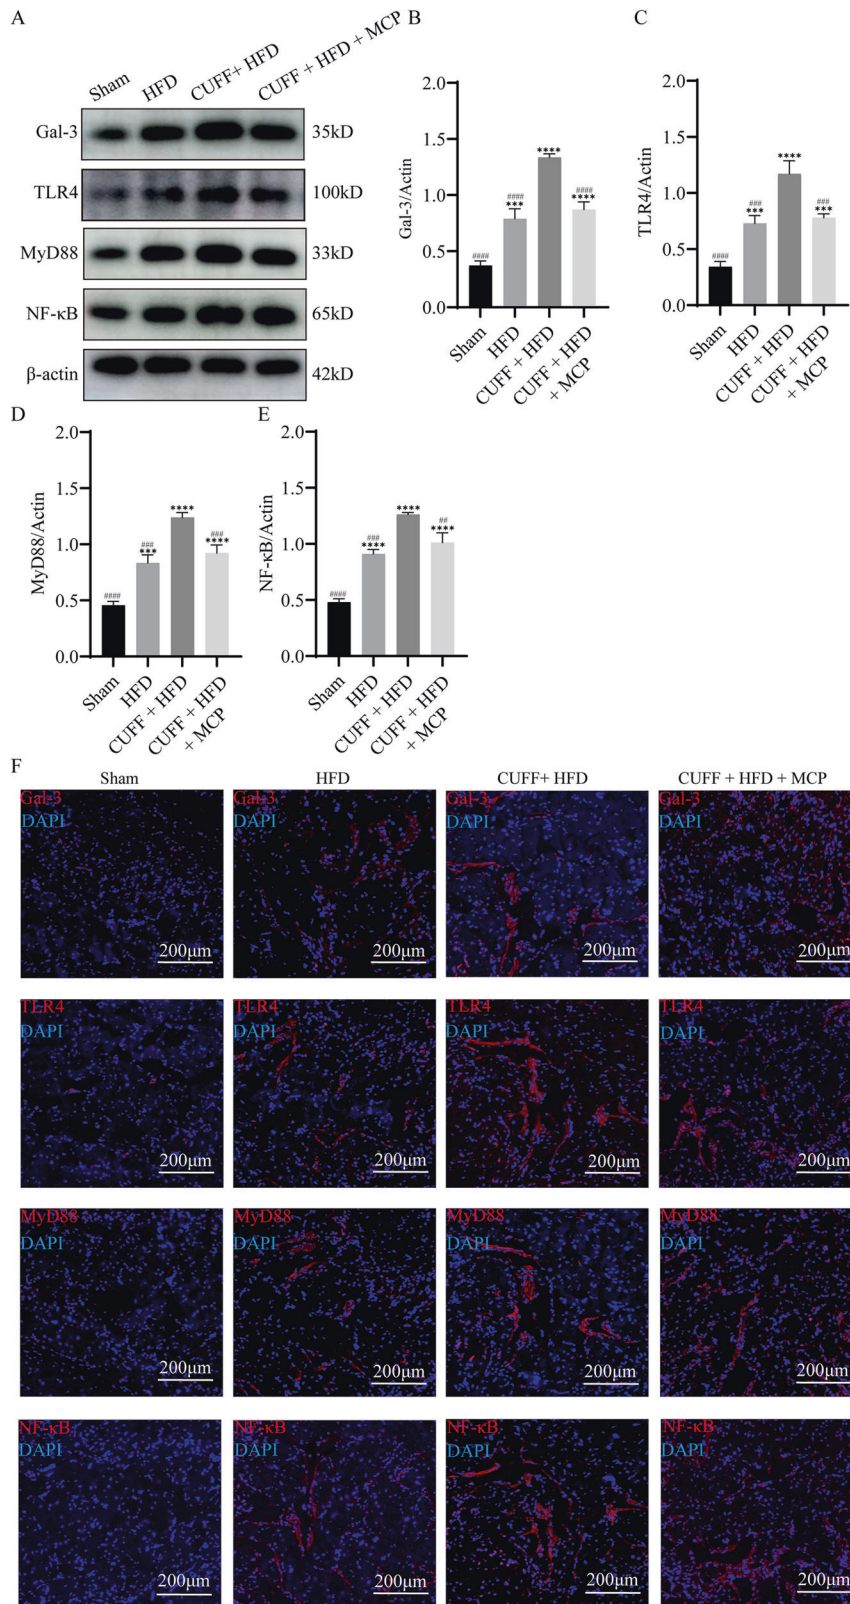 A
Sham
HFD
CUFF+ HFD
CUFF + HFD + MCP
Gal-3
35kD
TLR4
100kD
MyD88
33kD
NF-κB
65kD
β-actin
42kD
B
Gal-3/Actin
2.0
1.5
1.0
0.5
0.0
####
####
***
****
####
****
Sham
HFD
CUFF + HFD
CUFF + HFD
+ MCP
C
TLR4/Actin
2.0
1.5
1.0
0.5
0.0
####
###
***
****
###
***
Sham
HFD
CUFF + HFD
CUFF + HFD
+ MCP
D
MyD88/Actin
2.0
1.5
1.0
0.5
0.0
####
###
***
****
###
****
Sham
HFD
CUFF + HFD
CUFF + HFD
+ MCP
E
NF-κB/Actin
2.0
1.5
1.0
0.5
0.0
####
###
****
****
##
****
Sham
HFD
CUFF + HFD
CUFF + HFD
+ MCP
F
Sham
HFD
CUFF+ HFD
CUFF + HFD + MCP
Gal-3
DAPI
200μm
Gal-3
DAPI
200μm
Gal-3
DAPI
200μm
Gal-3
DAPI
200μm
TLR4
DAPI
200μm
TLR4
DAPI
200μm
TLR4
DAPI
200μm
TLR4
DAPI
200μm
MyD88
DAPI
200μm
MyD88
DAPI
200μm
MyD88
DAPI
200μm
MyD88
DAPI
200μm
NF-κB
DAPI
200μm
NF-κB
DAPI
200μm
NF-κB
DAPI
200μm
NF-κB
DAPI
200μm